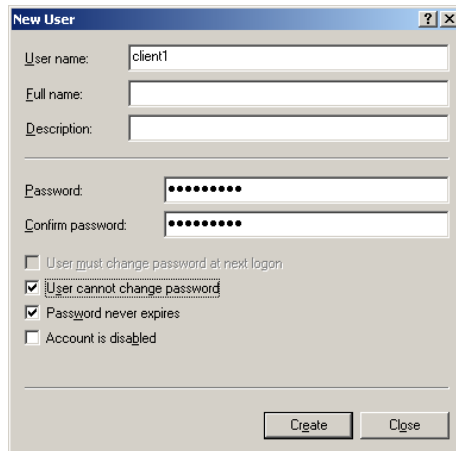 New User
User name: client1
Full name:
Description:
Password: ●●●●●●●●●
Confirm password: ●●●●●●●●●
User must change password at next logon
User cannot change password
Password never expires
Account is disabled
Create Close